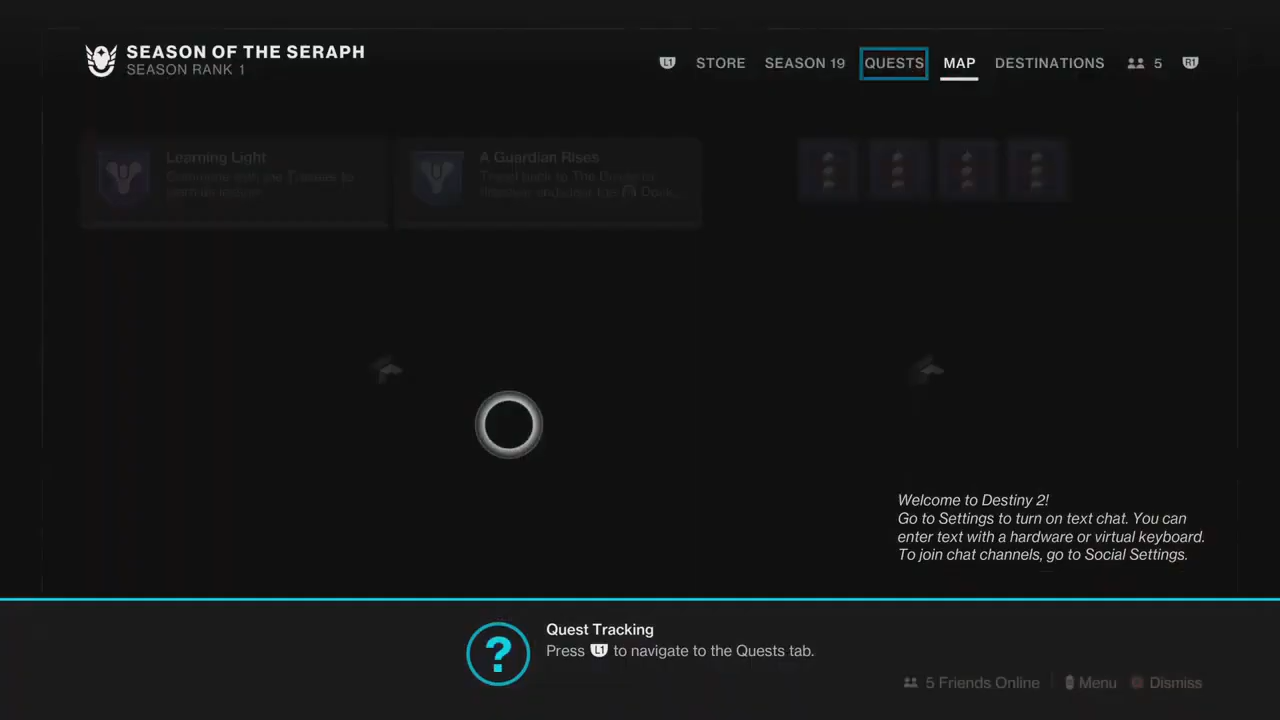 SEASON OF THE SERAPH
SEASON RANK 1
L1 STORE SEASON 19 QUESTS MAP DESTINATIONS 5 R1
Learning Light
A Guardian Rises
Welcome to Destiny 2!
Go to Settings to turn on text chat. You can
enter text with a hardware or virtual keyboard.
To join chat channels, go to Social Settings.
?
Quest Tracking
Press L1 to navigate to the Quests tab.
5 Friends Online Menu Dismiss